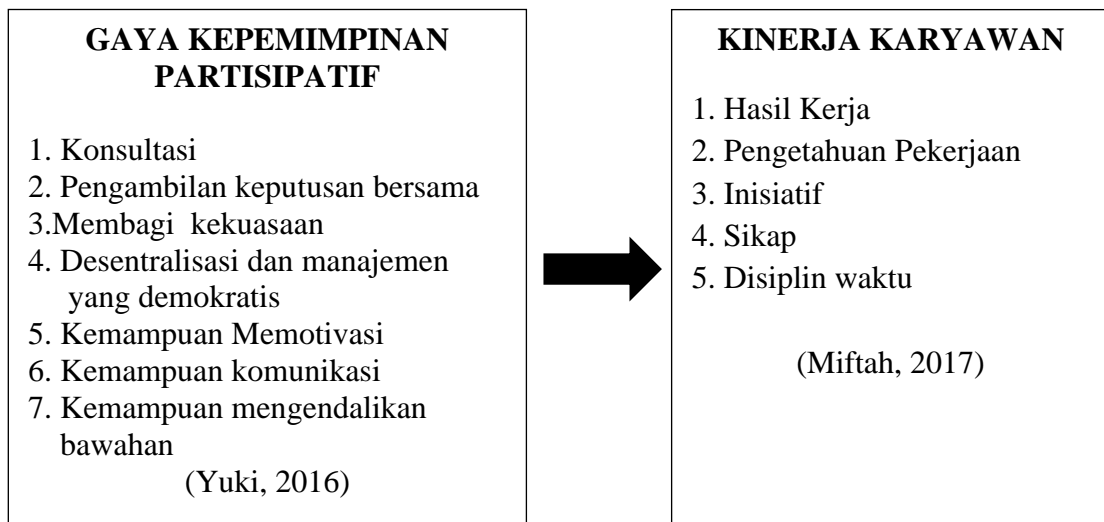 GAYA KEPEMIMPINAN
PARTISIPATIF
1. Konsultasi
2. Pengambilan keputusan bersama
3.Membagi kekuasaan
4. Desentralisasi dan manajemen
yang demokratis
5. Kemampuan Memotivasi
6. Kemampuan komunikasi
7. Kemampuan mengendalikan
bawahan
(Yuki, 2016)
KINERJA KARYAWAN
1. Hasil Kerja
2. Pengetahuan Pekerjaan
3. Inisiatif
4. Sikap
5. Disiplin waktu
(Miftah, 2017)